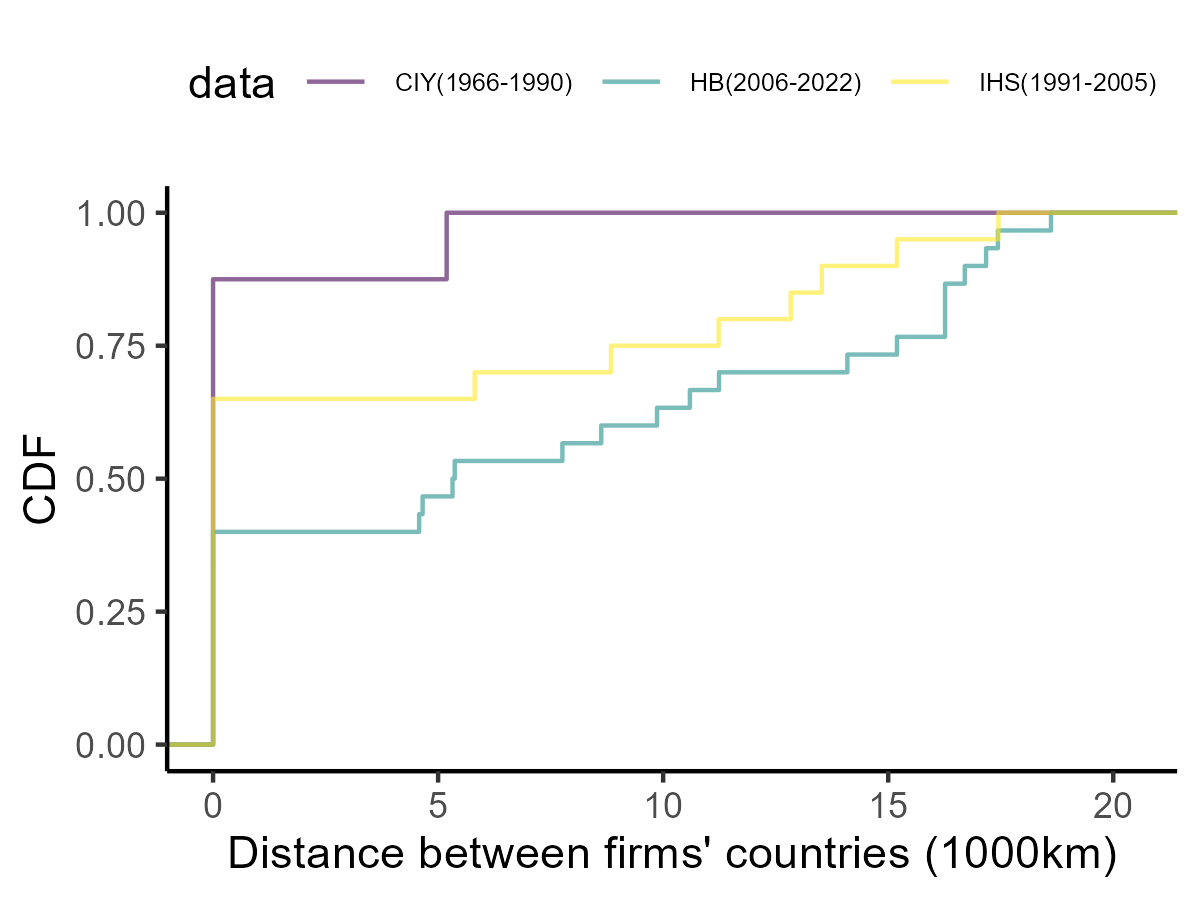 data CIY(1966-1990) HB(2006-2022) IHS(1991-2005)
1.00
0.75
0.50
0.25
0.00
CDF
0 5 10 15 20
Distance between firms' countries (1000km)